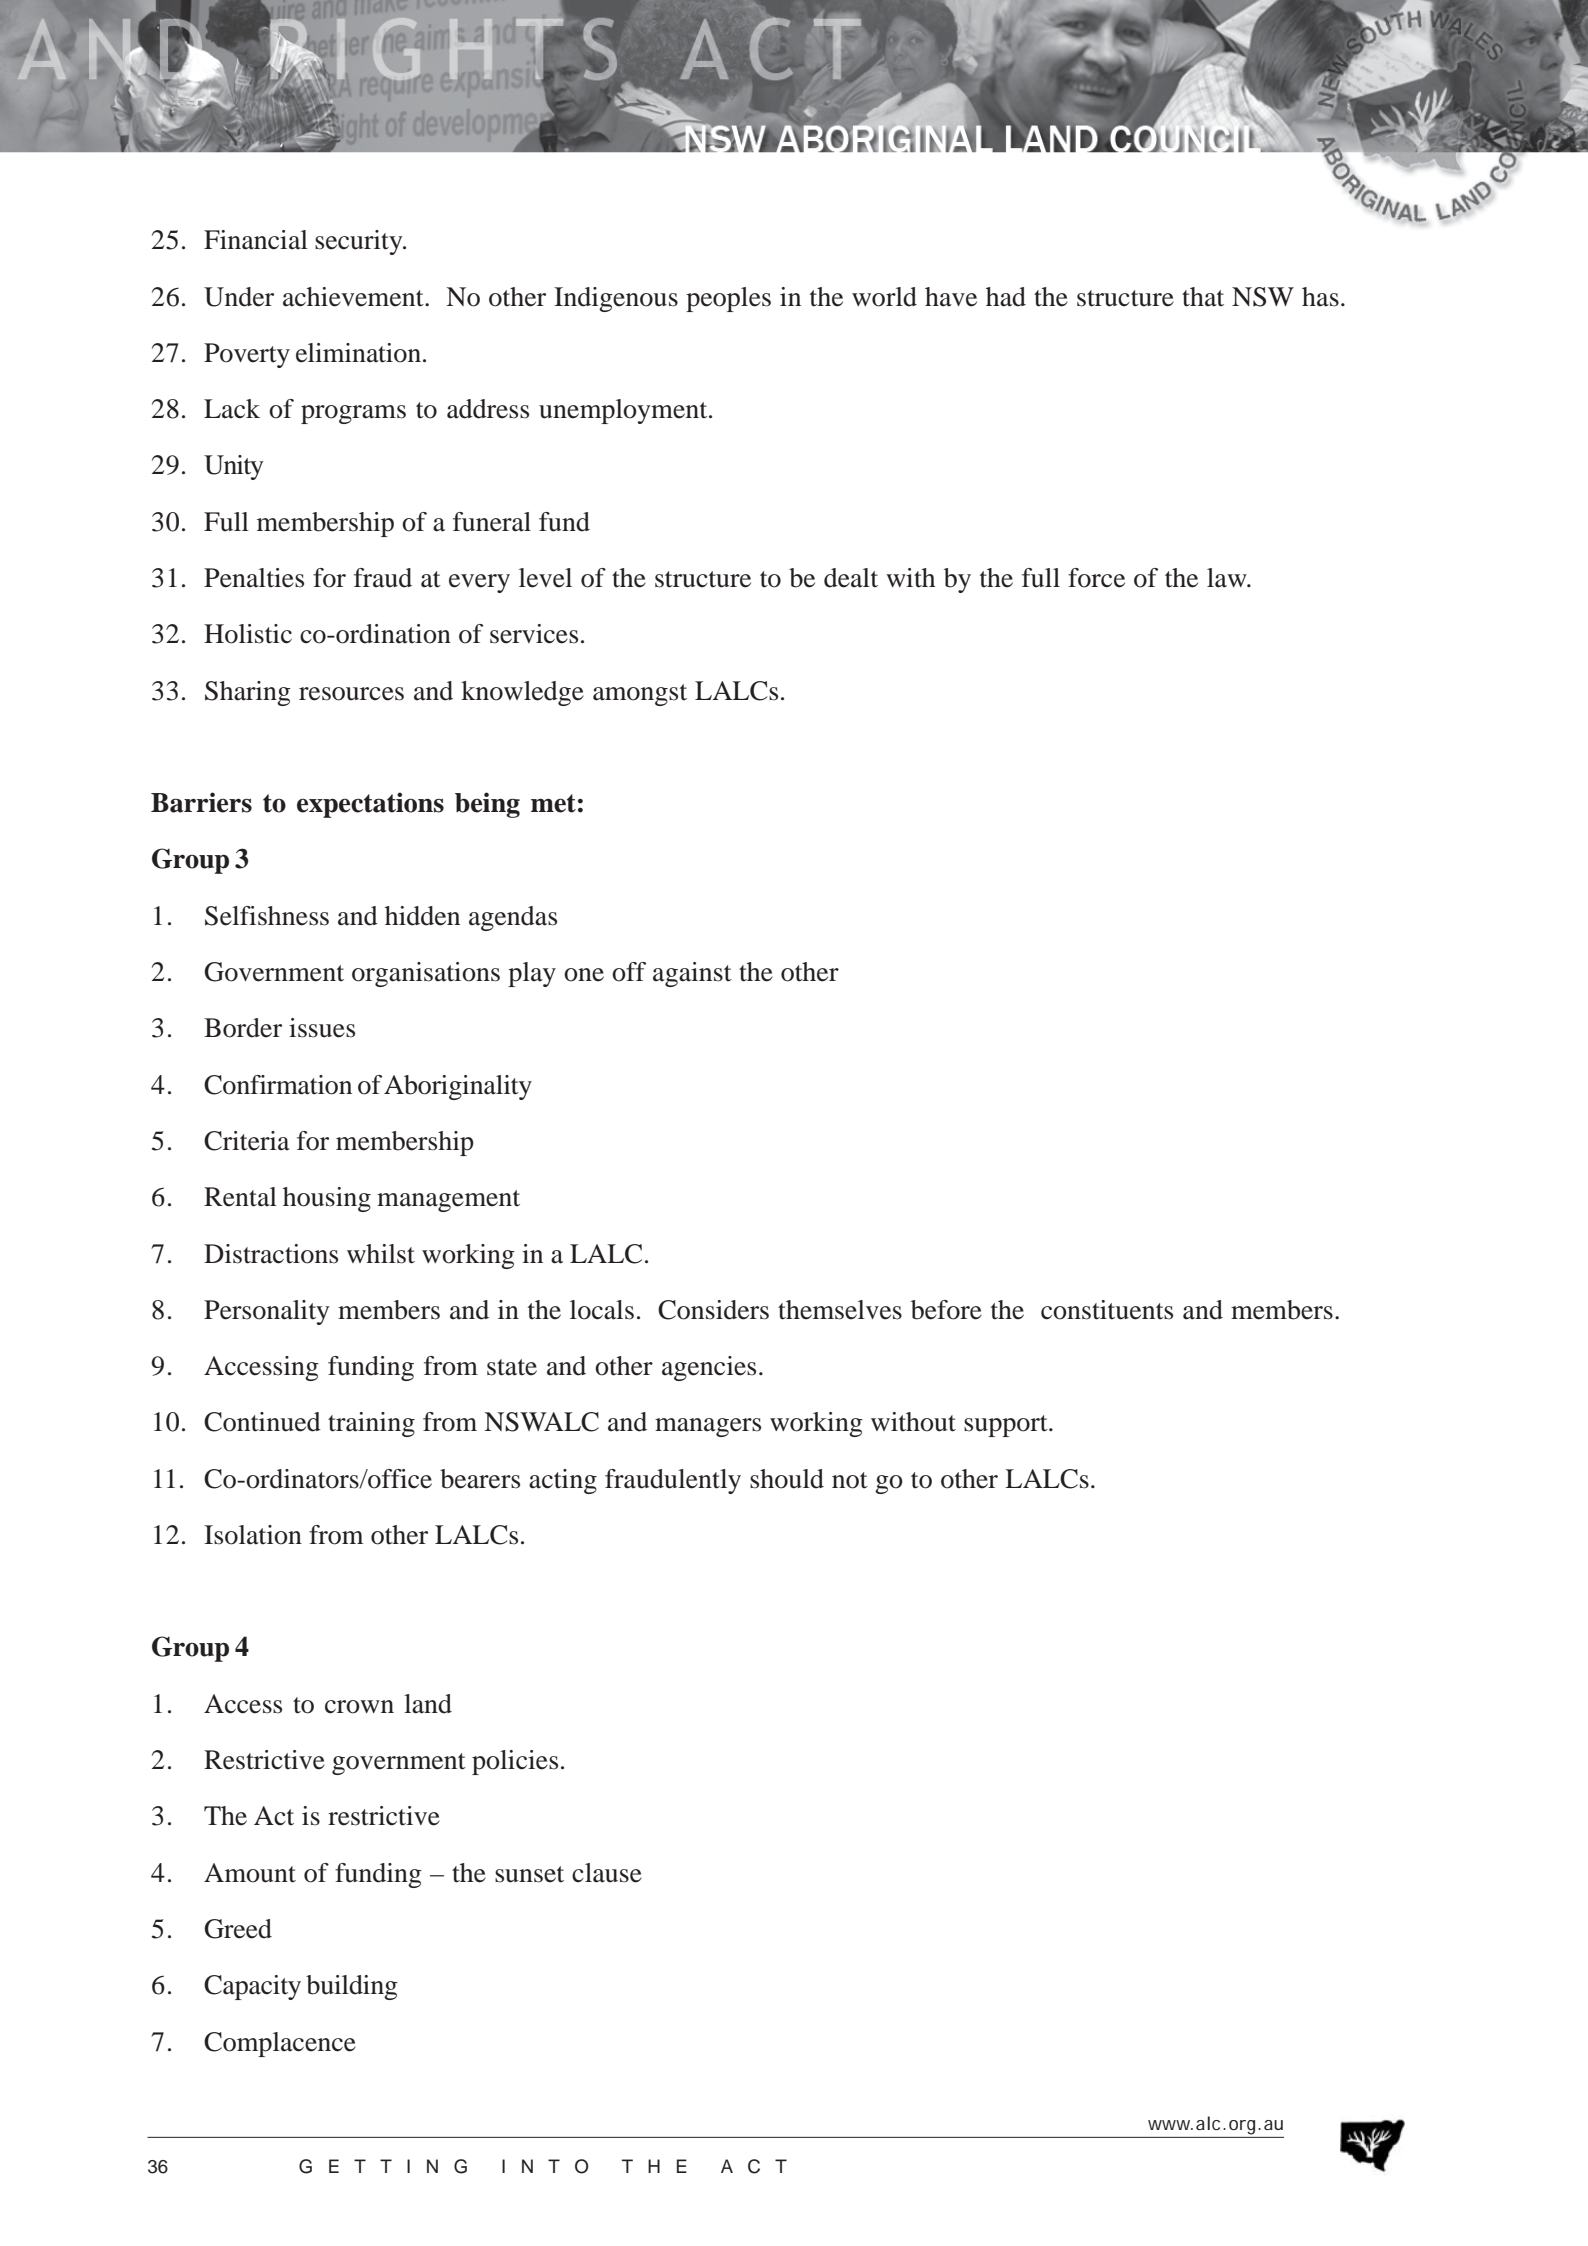 AND RIGHTS ACT
NSW ABORIGINAL LAND COUNCIL
NEW SOUTH WALES
ABORIGINAL LAND COUNCIL
25. Financial security.
26. Under achievement. No other Indigenous peoples in the world have had the structure that NSW has.
27. Poverty elimination.
28. Lack of programs to address unemployment.
29. Unity
30. Full membership of a funeral fund
31. Penalties for fraud at every level of the structure to be dealt with by the full force of the law.
32. Holistic co-ordination of services.
33. Sharing resources and knowledge amongst LALCs.
Barriers to expectations being met:
Group 3
1. Selfishness and hidden agendas
2. Government organisations play one off against the other
3. Border issues
4. Confirmation of Aboriginality
5. Criteria for membership
6. Rental housing management
7. Distractions whilst working in a LALC.
8. Personality members and in the locals. Considers themselves before the constituents and members.
9. Accessing funding from state and other agencies.
10. Continued training from NSWALC and managers working without support.
11. Co-ordinators/office bearers acting fraudulently should not go to other LALCs.
12. Isolation from other LALCs.
Group 4
1. Access to crown land
2. Restrictive government policies.
3. The Act is restrictive
4. Amount of funding – the sunset clause
5. Greed
6. Capacity building
7. Complacence
www.alc.org.au
36 GETTING INTO THE ACT